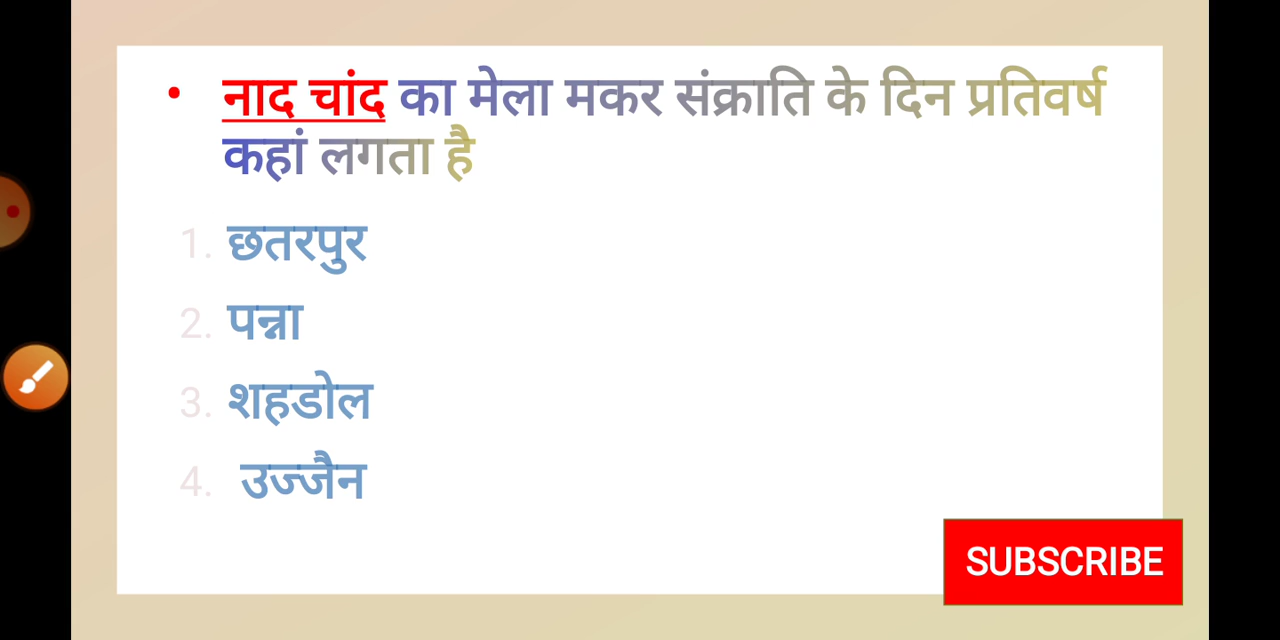 • नाद चांद का मेला मकर संक्राति के दिन प्रतिवर्ष
कहां लगता है
1. छतरपुर
2. पन्ना
3. शहडोल
4. उज्जैन
SUBSCRIBE